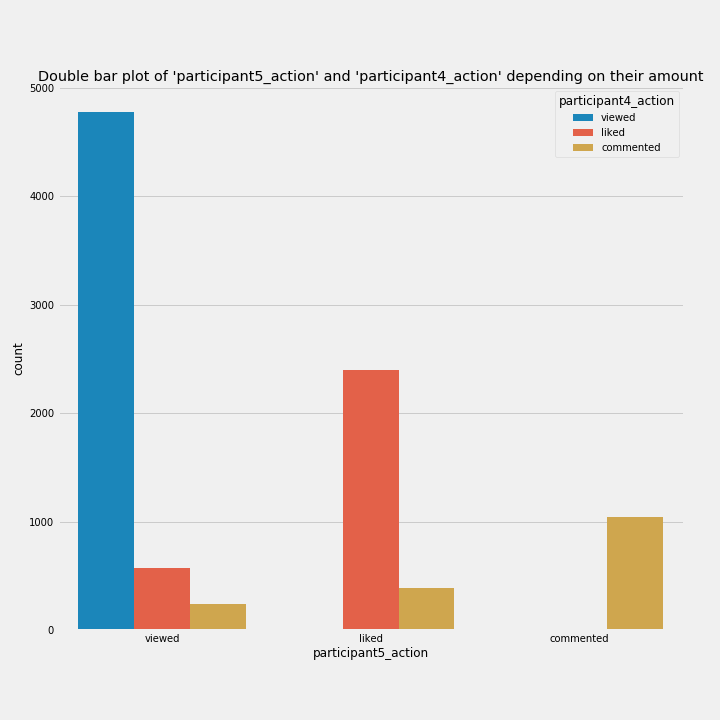 Double bar plot of 'participant5_action' and 'participant4_action' depending on their amount
participant4_action
viewed
liked
commented
5000
4000
3000
2000
1000
0
count
viewed liked commented
participant5_action